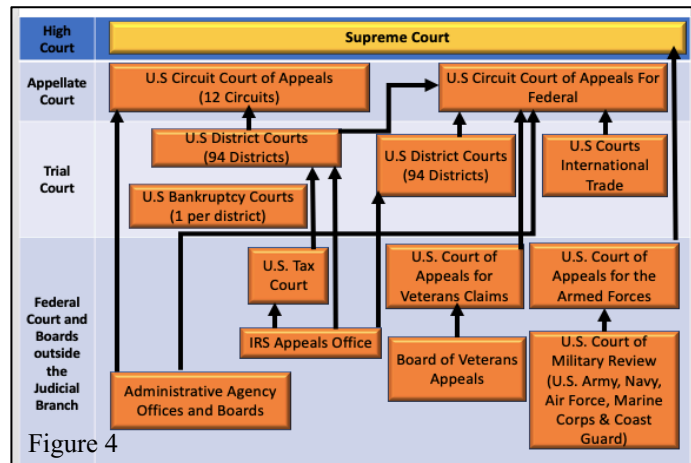 High
Court
Supreme Court
Appellate
Court
U.S Circuit Court of Appeals
(12 Circuits)
U.S Circuit Court of Appeals For
Federal
Trial
Court
U.S District Courts
(94 Districts)
U.S District Courts
(94 Districts)
U.S Courts
International
Trade
U.S Bankruptcy Courts
(1 per district)
Federal
Court and
Boards
outside
the
Judicial
Branch
U.S. Tax
Court
U.S. Court of
Appeals for
Veterans Claims
U.S. Court of
Appeals for the
Armed Forces
IRS Appeals Office
Board of Veterans
Appeals
U.S. Court of
Military Review
(U.S. Army, Navy,
Air Force, Marine
Corps & Coast
Guard)
Administrative Agency
Offices and Boards
Figure 4